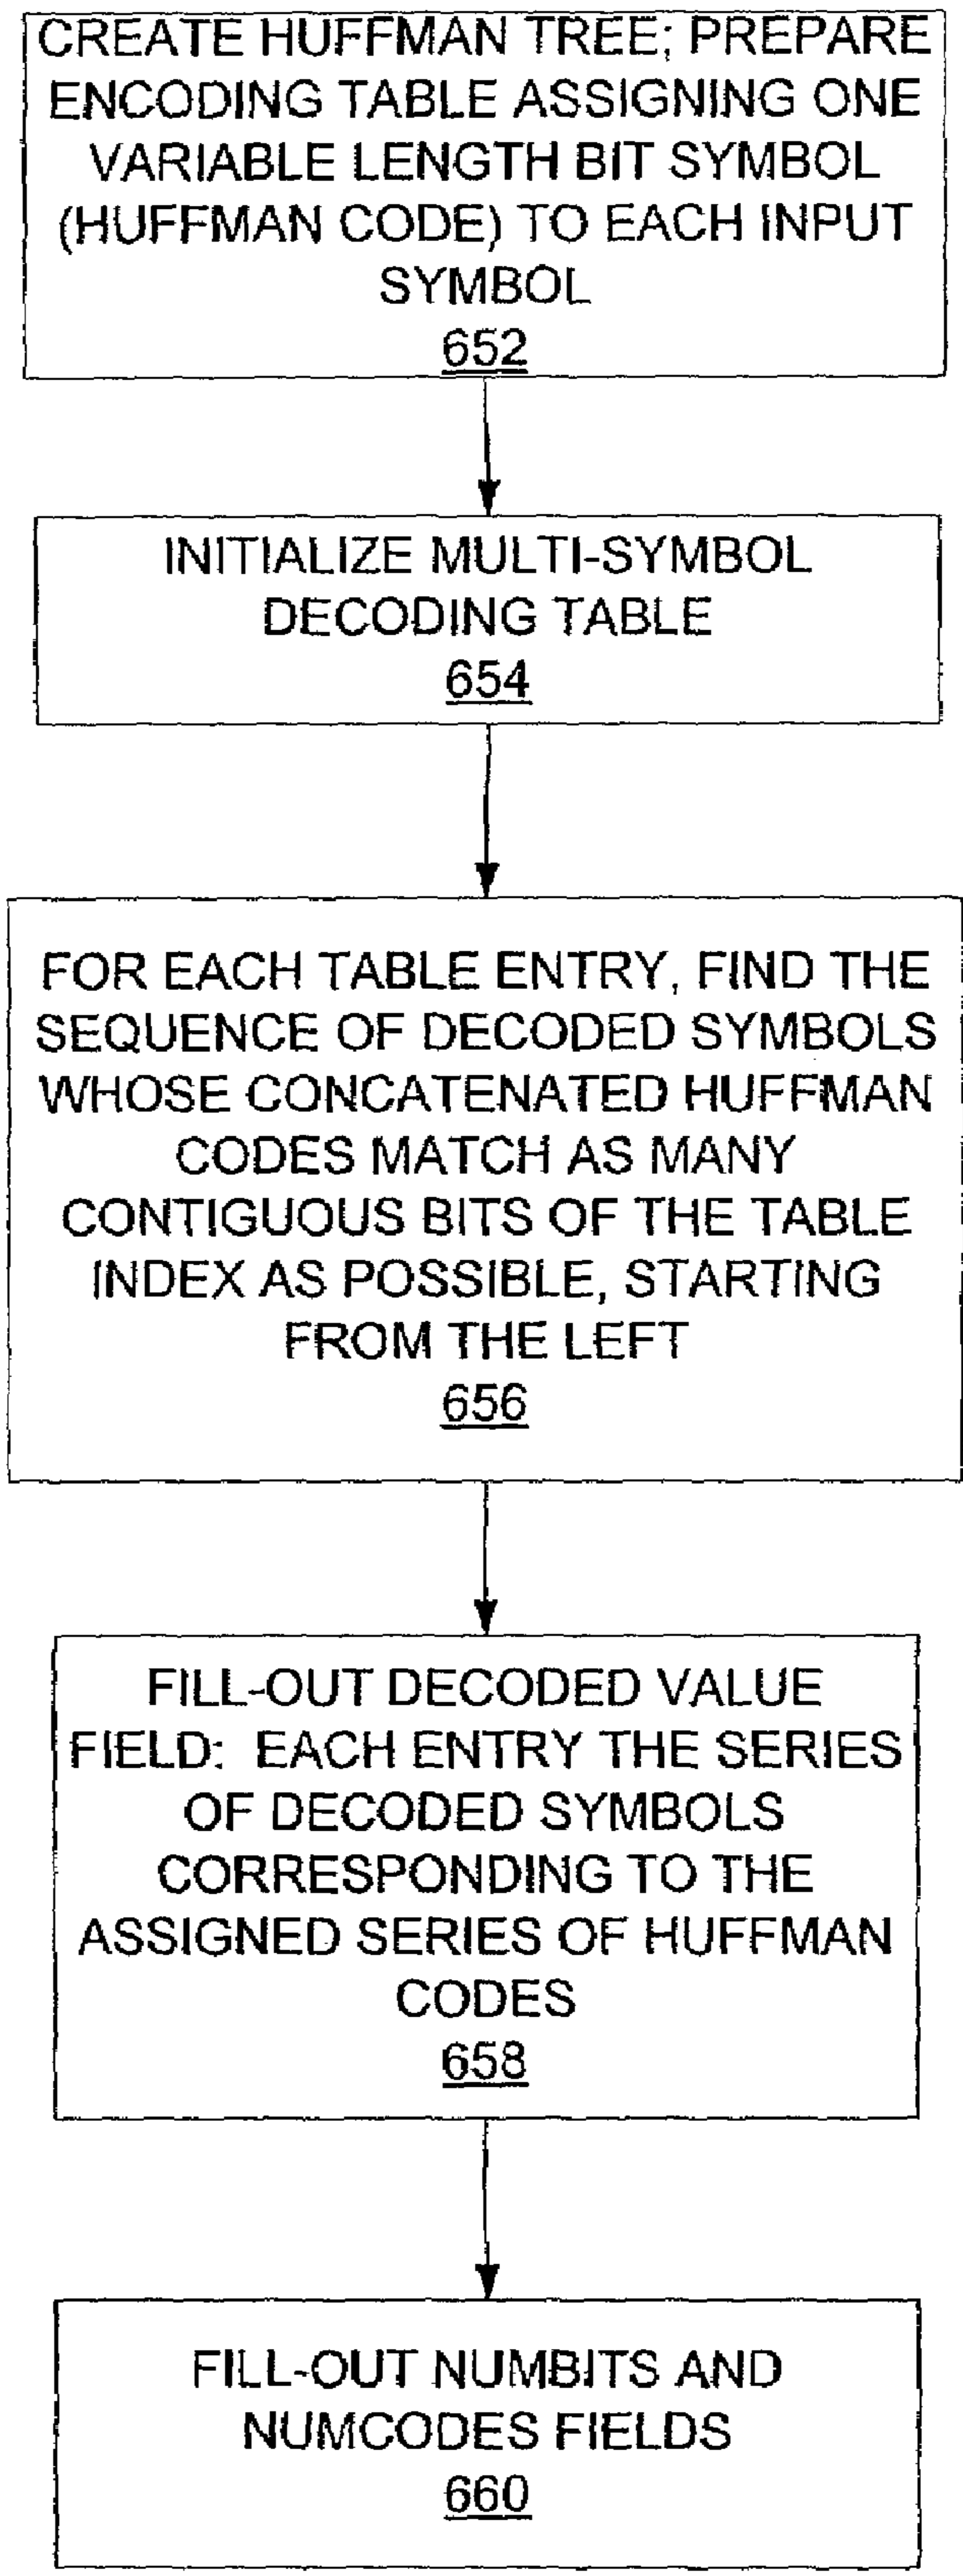 CREATE HUFFMAN TREE; PREPARE
ENCODING TABLE ASSIGNING ONE
VARIABLE LENGTH BIT SYMBOL
(HUFFMAN CODE) TO EACH INPUT
SYMBOL
652
INITIALIZE MULTI-SYMBOL
DECODING TABLE
654
FOR EACH TABLE ENTRY, FIND THE
SEQUENCE OF DECODED SYMBOLS
WHOSE CONCATENATED HUFFMAN
CODES MATCH AS MANY
CONTIGUOUS BITS OF THE TABLE
INDEX AS POSSIBLE, STARTING
FROM THE LEFT
656
FILL-OUT DECODED VALUE
FIELD: EACH ENTRY THE SERIES
OF DECODED SYMBOLS
CORRESPONDING TO THE
ASSIGNED SERIES OF HUFFMAN
CODES
658
FILL-OUT NUMBITS AND
NUMCODES FIELDS
660